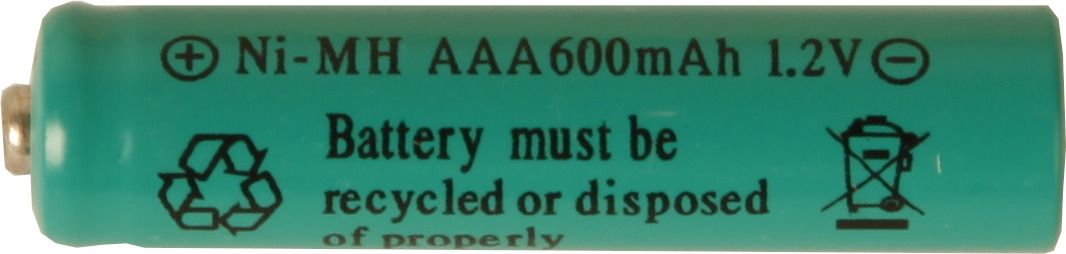 ⊕ Ni-MH AAA600mAh 1.2V ⊖
Battery must be
recycled or disposed
of properly